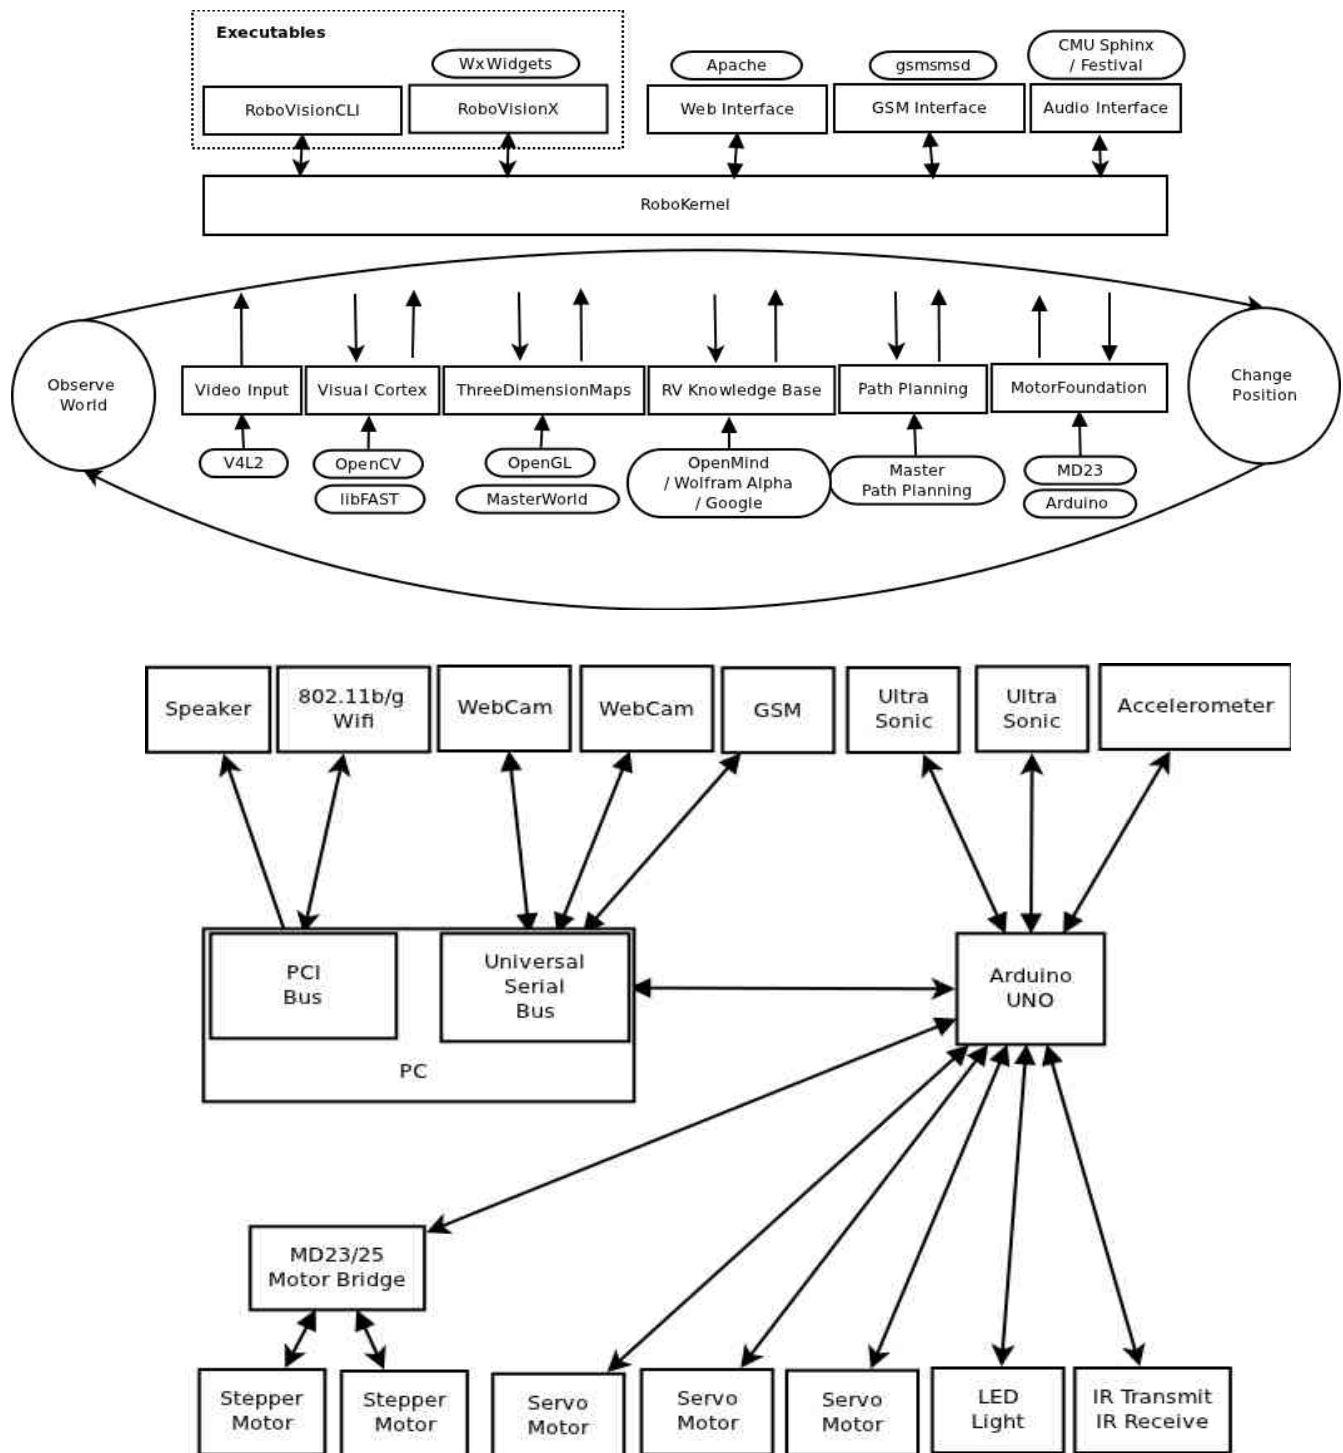 Executables
WxWidgets
Apache
gsmsmsd
CMU Sphinx
/ Festival
RoboVisionCLI
RoboVisionX
Web Interface
GSM Interface
Audio Interface
RoboKernel
Observe
World
Video Input
Visual Cortex
ThreeDimensionMaps
RV Knowledge Base
Path Planning
MotorFoundation
Change
Position
V4L2
OpenCV
libFAST
OpenGL
MasterWorld
OpenMind
/ Wolfram Alpha
/ Google
Master
Path Planning
MD23
Arduino
Speaker
802.11b/g
Wifi
WebCam
WebCam
GSM
Ultra
Sonic
Ultra
Sonic
Accelerometer
PCI
Bus
Universal
Serial
Bus
PC
Arduino
UNO
MD23/25
Motor Bridge
Stepper
Motor
Stepper
Motor
Servo
Motor
Servo
Motor
Servo
Motor
LED
Light
IR Transmit
IR Receive